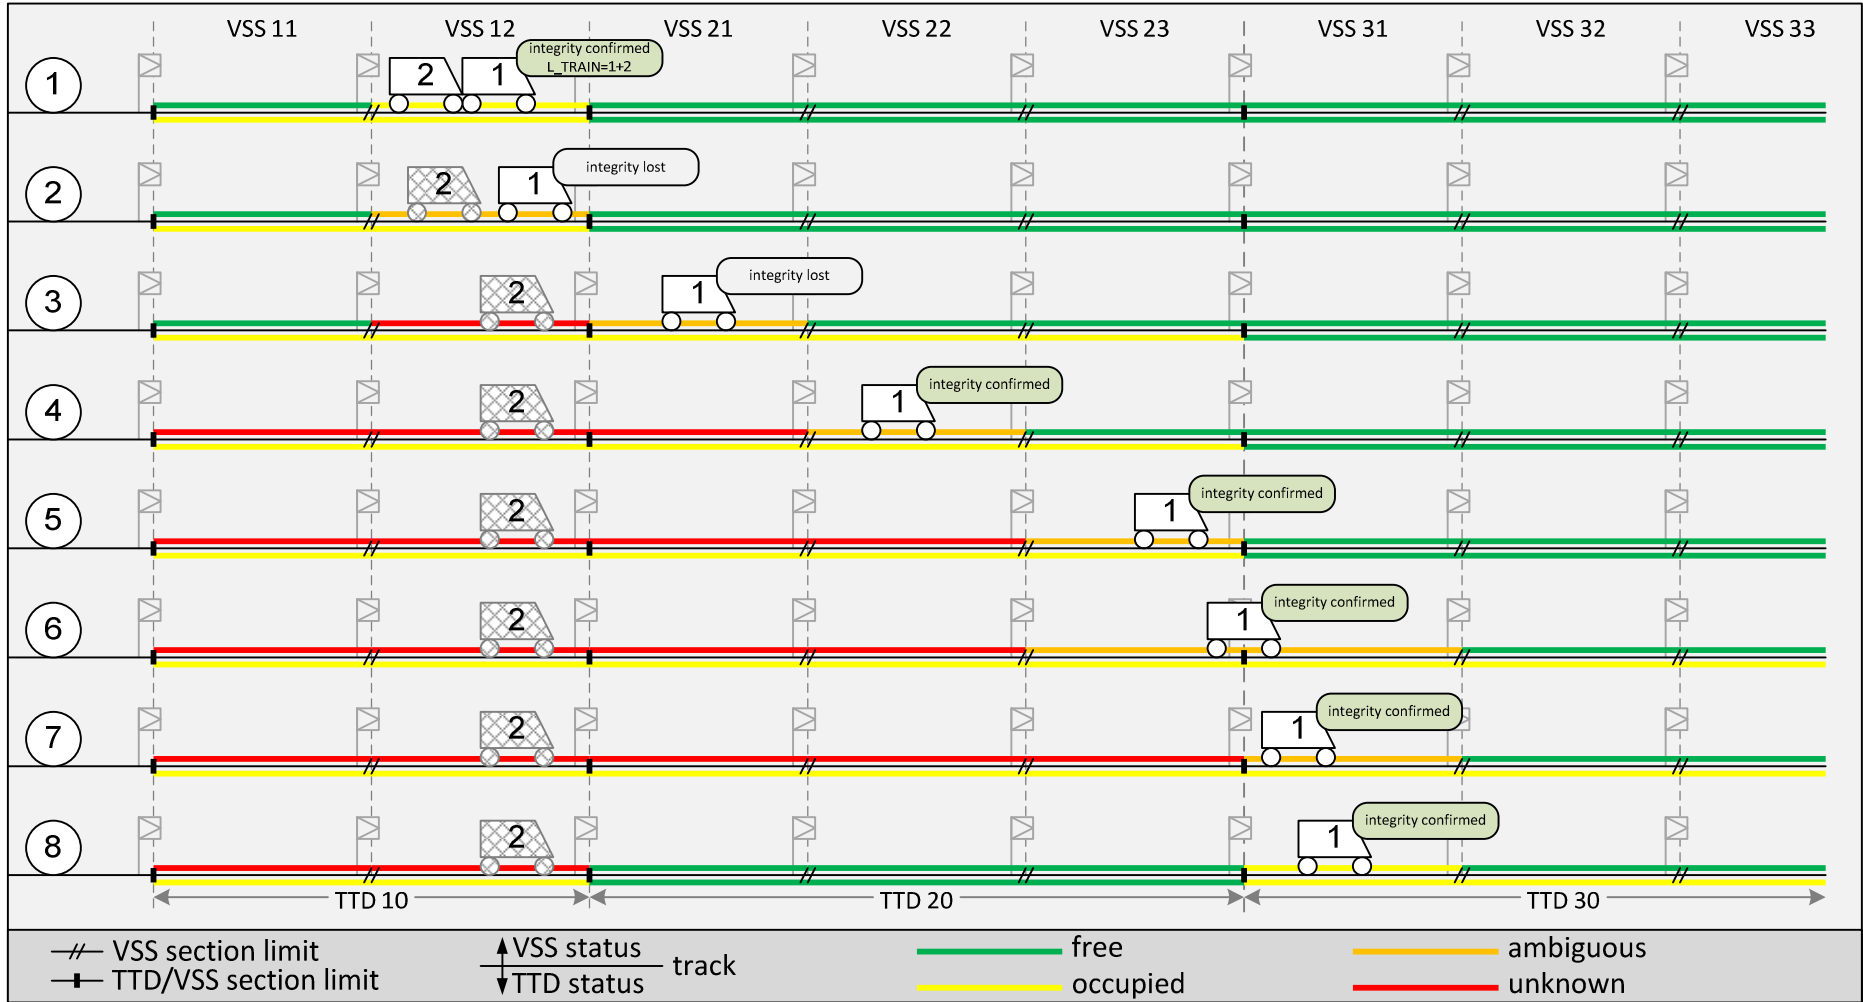 VSS 11 VSS 12 VSS 21 VSS 22 VSS 23 VSS 31 VSS 32 VSS 33
1 2 1 integrity confirmed
L_TRAIN=1+2
2 2 1 integrity lost
3 2 1 integrity lost
4 2 1 integrity confirmed
5 2 1 integrity confirmed
6 2 1 integrity confirmed
7 2 1 integrity confirmed
8 2 1 integrity confirmed
TTD 10 TTD 20 TTD 30
VSS section limit VSS status free ambiguous
track
TTD/VSS section limit TTD status occupied unknown